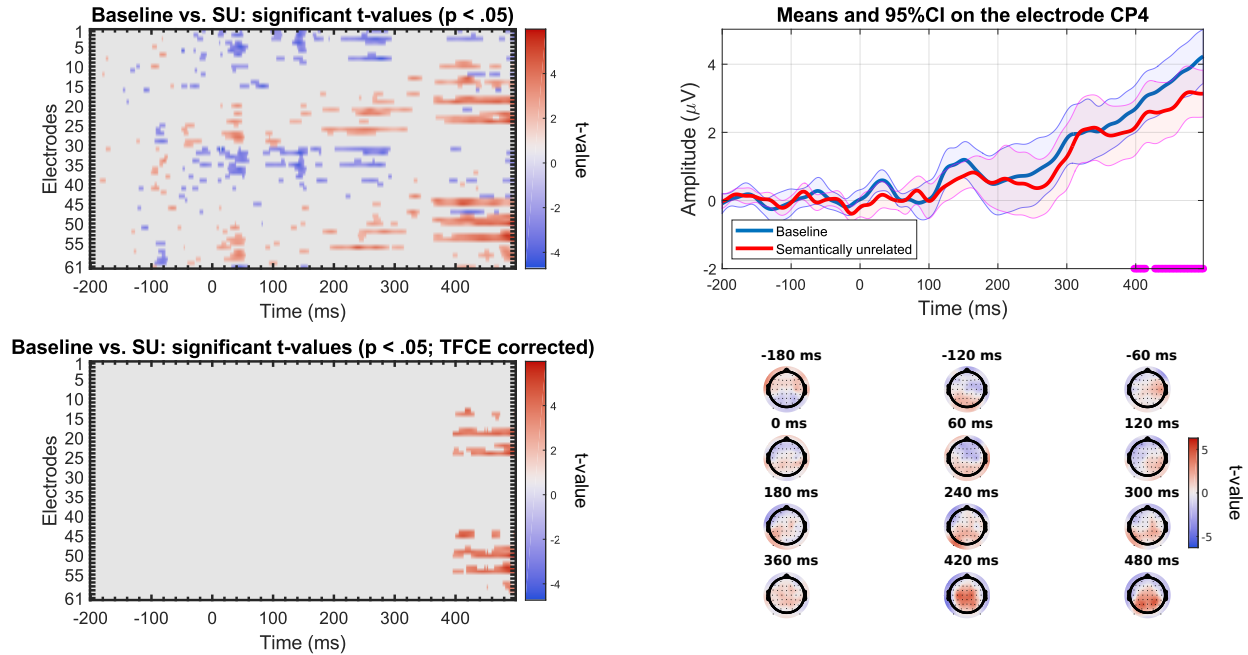 Baseline vs. SU: significant t-values (p < .05)
1
5
10
15
20
25
30
35
40
45
50
55
61
Electrodes
-200
-100
0
100
200
300
400
Time (ms)
4
2
0
-2
-4
t-value
Means and 95%CI on the electrode CP4
4
2
0
-2
Amplitude (μV)
Baseline
Semantically unrelated
-200
-100
0
100
200
300
400
Time (ms)
Baseline vs. SU: significant t-values (p < .05; TFCE corrected)
1
5
10
15
20
25
30
35
40
45
50
55
61
Electrodes
-200
-100
0
100
200
300
400
Time (ms)
4
2
0
-2
-4
t-value
-180 ms
-120 ms
-60 ms
0 ms
60 ms
120 ms
180 ms
240 ms
300 ms
360 ms
420 ms
480 ms
5
0
-5
t-value